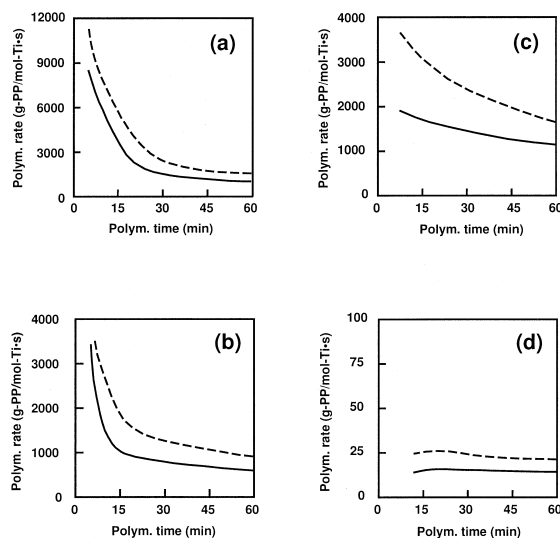 12000
9000
6000
3000
0
Polym. rate (g-PP/mol-Ti•s)
(a)
0 15 30 45 60
Polym. time (min)
4000
3000
2000
1000
0
Polym. rate (g-PP/mol-Ti•s)
(c)
0 15 30 45 60
Polym. time (min)
4000
3000
2000
1000
0
Polym. rate (g-PP/mol-Ti•s)
(b)
0 15 30 45 60
Polym. time (min)
100
75
50
25
0
Polym. rate (g-PP/mol-Ti•s)
(d)
0 15 30 45 60
Polym. time (min)